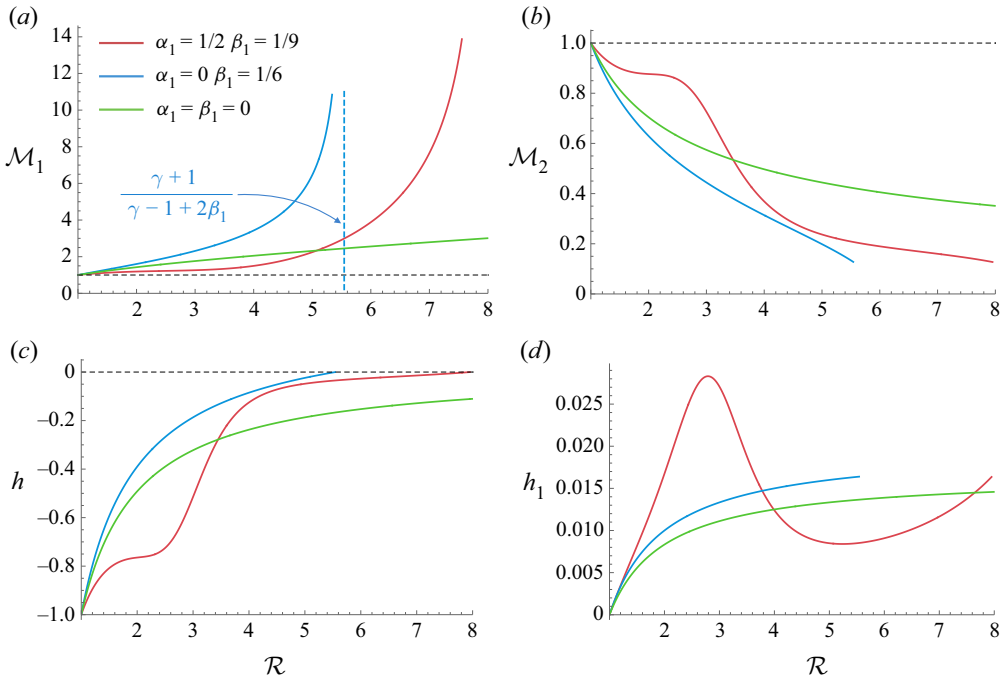 (a)
14
12
10
8
6
4
2
0
ℳ₁
α₁ = 1/2 β₁ = 1/9
α₁ = 0 β₁ = 1/6
α₁ = β₁ = 0
γ + 1
γ − 1 + 2β₁
2 3 4 5 6 7 8
(b)
1.0
0.8
0.6
0.4
0.2
0
ℳ₂
2 3 4 5 6 7 8
(c)
0
−0.2
−0.4
−0.6
−0.8
−1.0
h
2 3 4 5 6 7 8
ℛ
(d)
0.025
0.020
0.015
0.010
0.005
0
h₁
2 3 4 5 6 7 8
ℛ